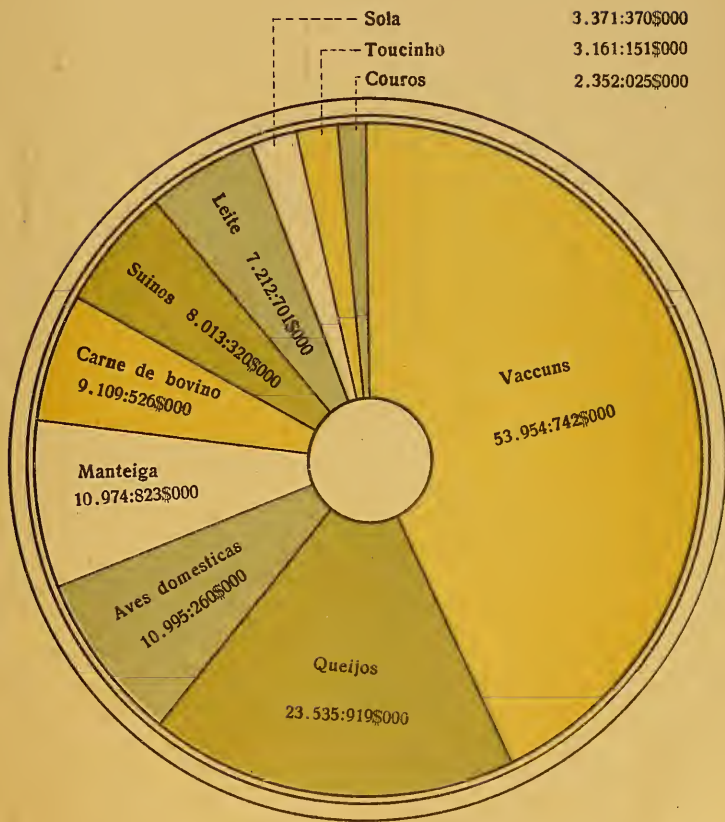 Sola 3.371:370$000
Toucinho 3.161:151$000
Couros 2.352:025$000
Leite
7.212:701$000
Suinos 8.013:320$000
Carne de bovino
9.109:526$000
Vaccuns
53.954:742$000
Manteiga
10.974:823$000
Aves domesticas
10.995:260$000
Queijos
23.535:919$000